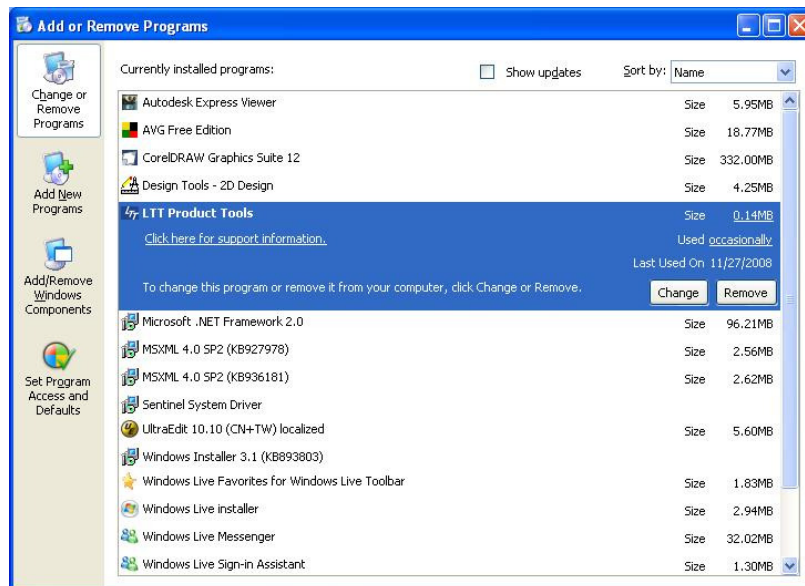 Add or Remove Programs
Change or
Remove
Programs
Add New
Programs
Add/Remove
Windows
Components
Set Program
Access and
Defaults
Currently installed programs:
Show updates
Sort by: Name
Autodesk Express Viewer Size 5.95MB
AVG Free Edition Size 18.77MB
CorelDRAW Graphics Suite 12 Size 332.00MB
Design Tools - 2D Design Size 4.25MB
LTT Product Tools Size 0.14MB
Click here for support information. Used occasionally
Last Used On 11/27/2008
To change this program or remove it from your computer, click Change or Remove. Change Remove
Microsoft .NET Framework 2.0 Size 96.21MB
MSXML 4.0 SP2 (KB927978) Size 2.56MB
MSXML 4.0 SP2 (KB936181) Size 2.62MB
Sentinel System Driver
UltraEdit 10.10 (CN+TW) localized Size 5.60MB
Windows Installer 3.1 (KB893803)
Windows Live Favorites for Windows Live Toolbar Size 1.83MB
Windows Live installer Size 2.94MB
Windows Live Messenger Size 32.02MB
Windows Live Sign-in Assistant Size 1.30MB